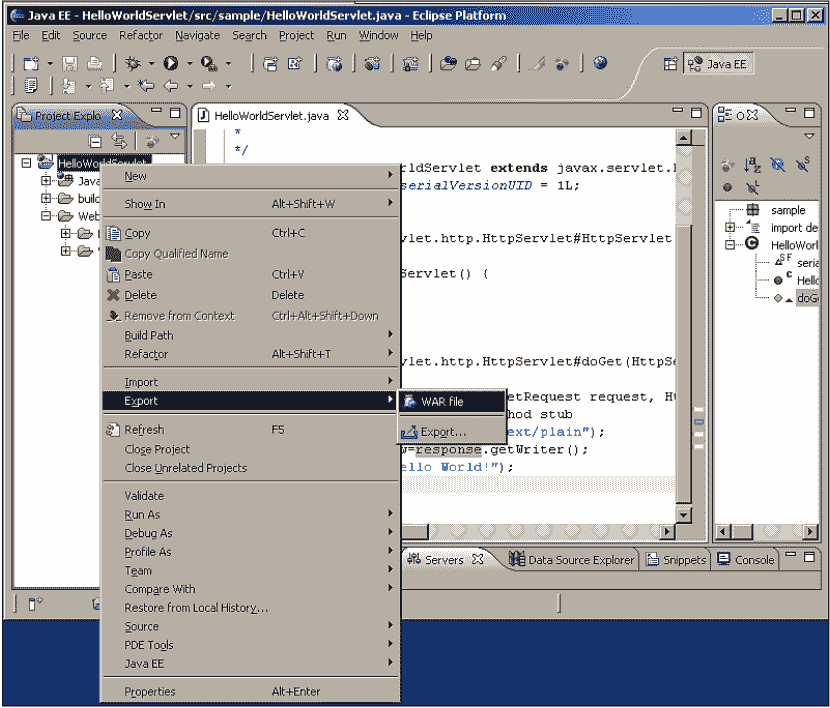 Java EE - HelloWorldServlet/src/sample/HelloWorldServlet.java - Eclipse Platform
File Edit Source Refactor Navigate Search Project Run Window Help
Java EE
Project Explo
HelloWorldServlet.java
*
*/
HelloWorldServlet
rldServlet extends javax.servlet.
Java
serialVersionUID = 1L;
build
Web
vlet.http.HttpServlet#HttpServlet
Servlet() {
vlet.http.HttpServlet#doGet(HttpSe
etRequest request, H
hod stub
ext/plain");
w=response.getWriter();
ello World!");
New
Show In Alt+Shift+W
Copy Ctrl+C
Copy Qualified Name
Paste Ctrl+V
Delete Delete
Remove from Context Ctrl+Alt+Shift+Down
Build Path
Refactor Alt+Shift+T
Import
Export
WAR file
Export...
Refresh F5
Close Project
Close Unrelated Projects
Validate
Run As
Debug As
Profile As
Team
Compare With
Restore from Local History...
Source
PDE Tools
Java EE
Properties Alt+Enter
sample
import de
HelloWorl
seria
Hello
doG
Servers
Data Source Explorer
Snippets
Console